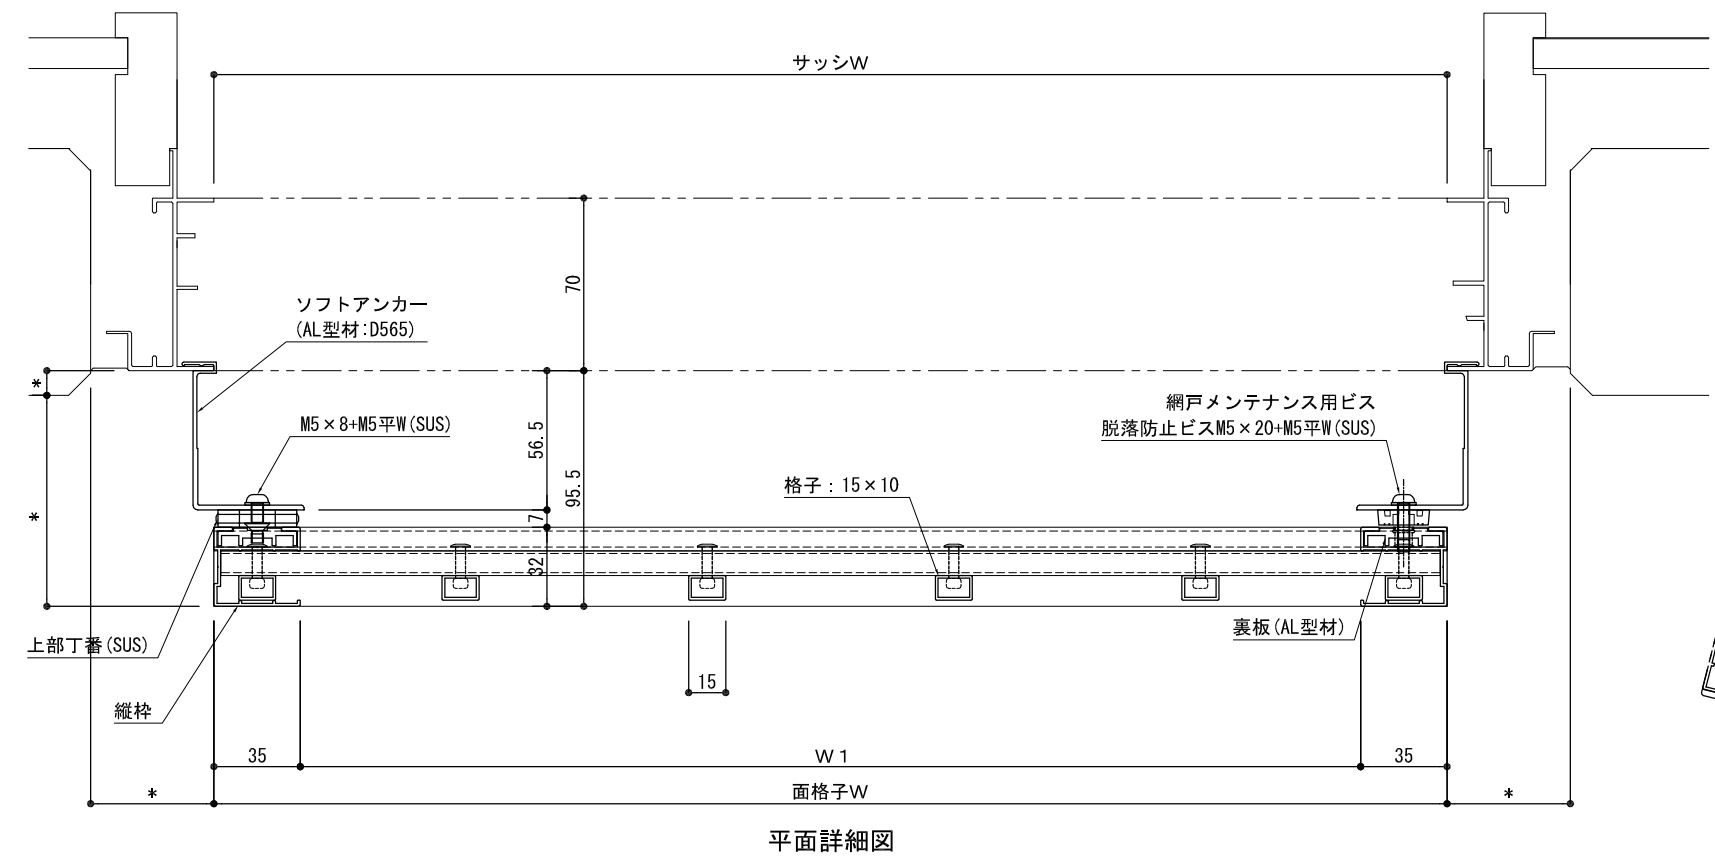 サッシW
70
ソフトアンカー
(AL型材:D565)
*
M5×8+M5平W(SUS)
56.5
95.5
網戸メンテナンス用ビス
脱落防止ビスM5×20+M5平W(SUS)
格子：15×10
*
7
32
上部丁番(SUS)
裏板(AL型材)
15
縦枠
35
W1
35
*
面格子W
*
平面詳細図